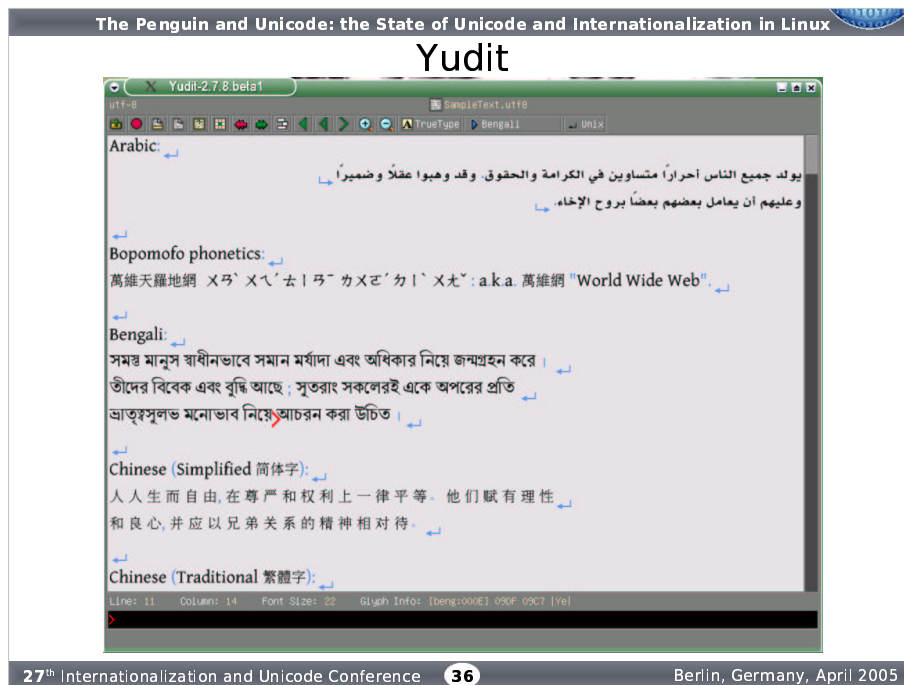 The Penguin and Unicode: the State of Unicode and Internationalization in Linux
Yudit
Yudit-2.7.8.beta1
utf-8 SampleText.utf8
TrueType Bengali Unix
Arabic:
يولد جميع الناس أحرارًا متساوين في الكرامة والحقوق. وقد وهبوا عقلاً وضميرًا
وعليهم أن يعامل بعضهم بعضًا بروح الإخاء.
Bopomofo phonetics:
萬維天羅地網 ㄨㄢˋ ㄨㄟˊ ㄊㄧㄢˉ ㄌㄨㄛˊ ㄉㄧˋ ㄨㄤˇ : a.k.a. 萬維網 "World Wide Web".
Bengali:
সমস্ত মানুস স্বাধীনভাবে সমান মর্যাদা এবং অধিকার নিয়ে জন্মগ্রহন করে ।
তীদের বিবেক এবং বুদ্ধি আছে ; সুতরাং সকলেরই একে অপরের প্রতি
ভ্রাতৃত্বসুলভ মনোভাব নিয়ে আচরন করা উচিত ।
Chinese (Simplified 简体字):
人人生而自由,在尊严和权利上一律平等。 他们赋有理性
和良心,并应以兄弟关系的精神相对待。
Chinese (Traditional 繁體字):
Line: 11 Column: 14 Font Size: 22 Glyph Info: [beng:000E] 09DF 09C7 |Ye|
27th Internationalization and Unicode Conference 36 Berlin, Germany, April 2005